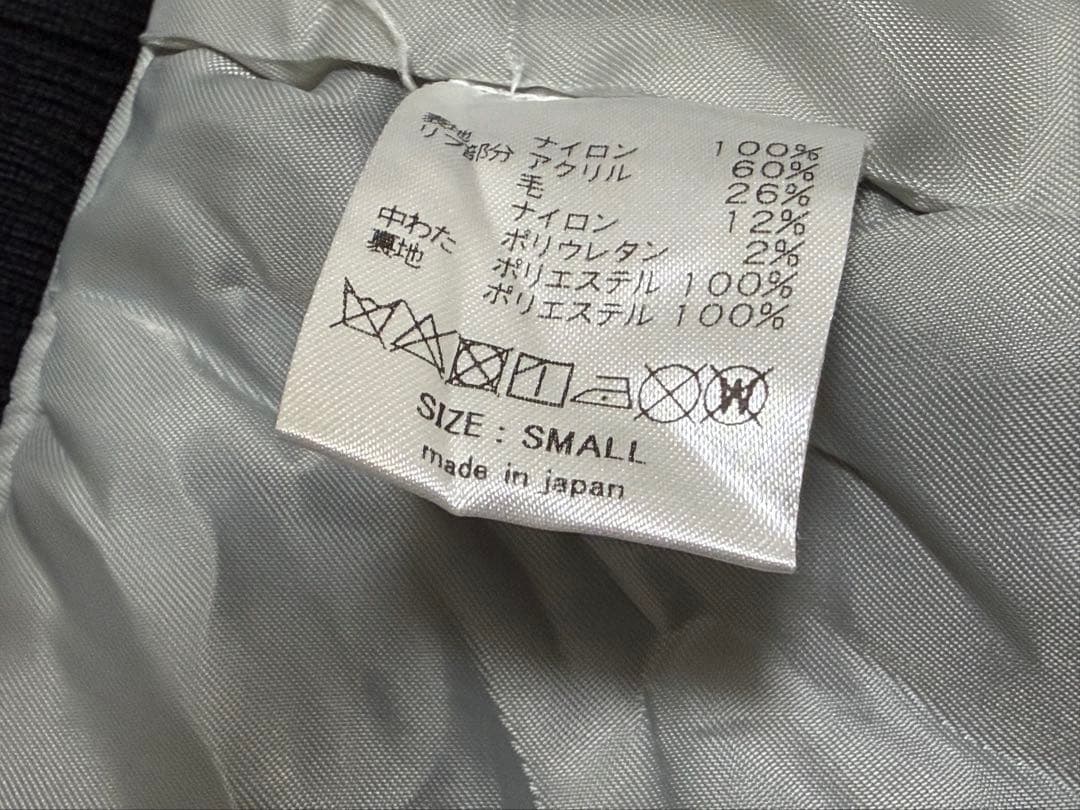 表地 ナイロン 100%
リブ部分 アクリル 60%
毛 26%
ナイロン 12%
ポリウレタン 2%
中わた ポリエステル 100%
裏地 ポリエステル 100%
W
SIZE : SMALL
made in japan